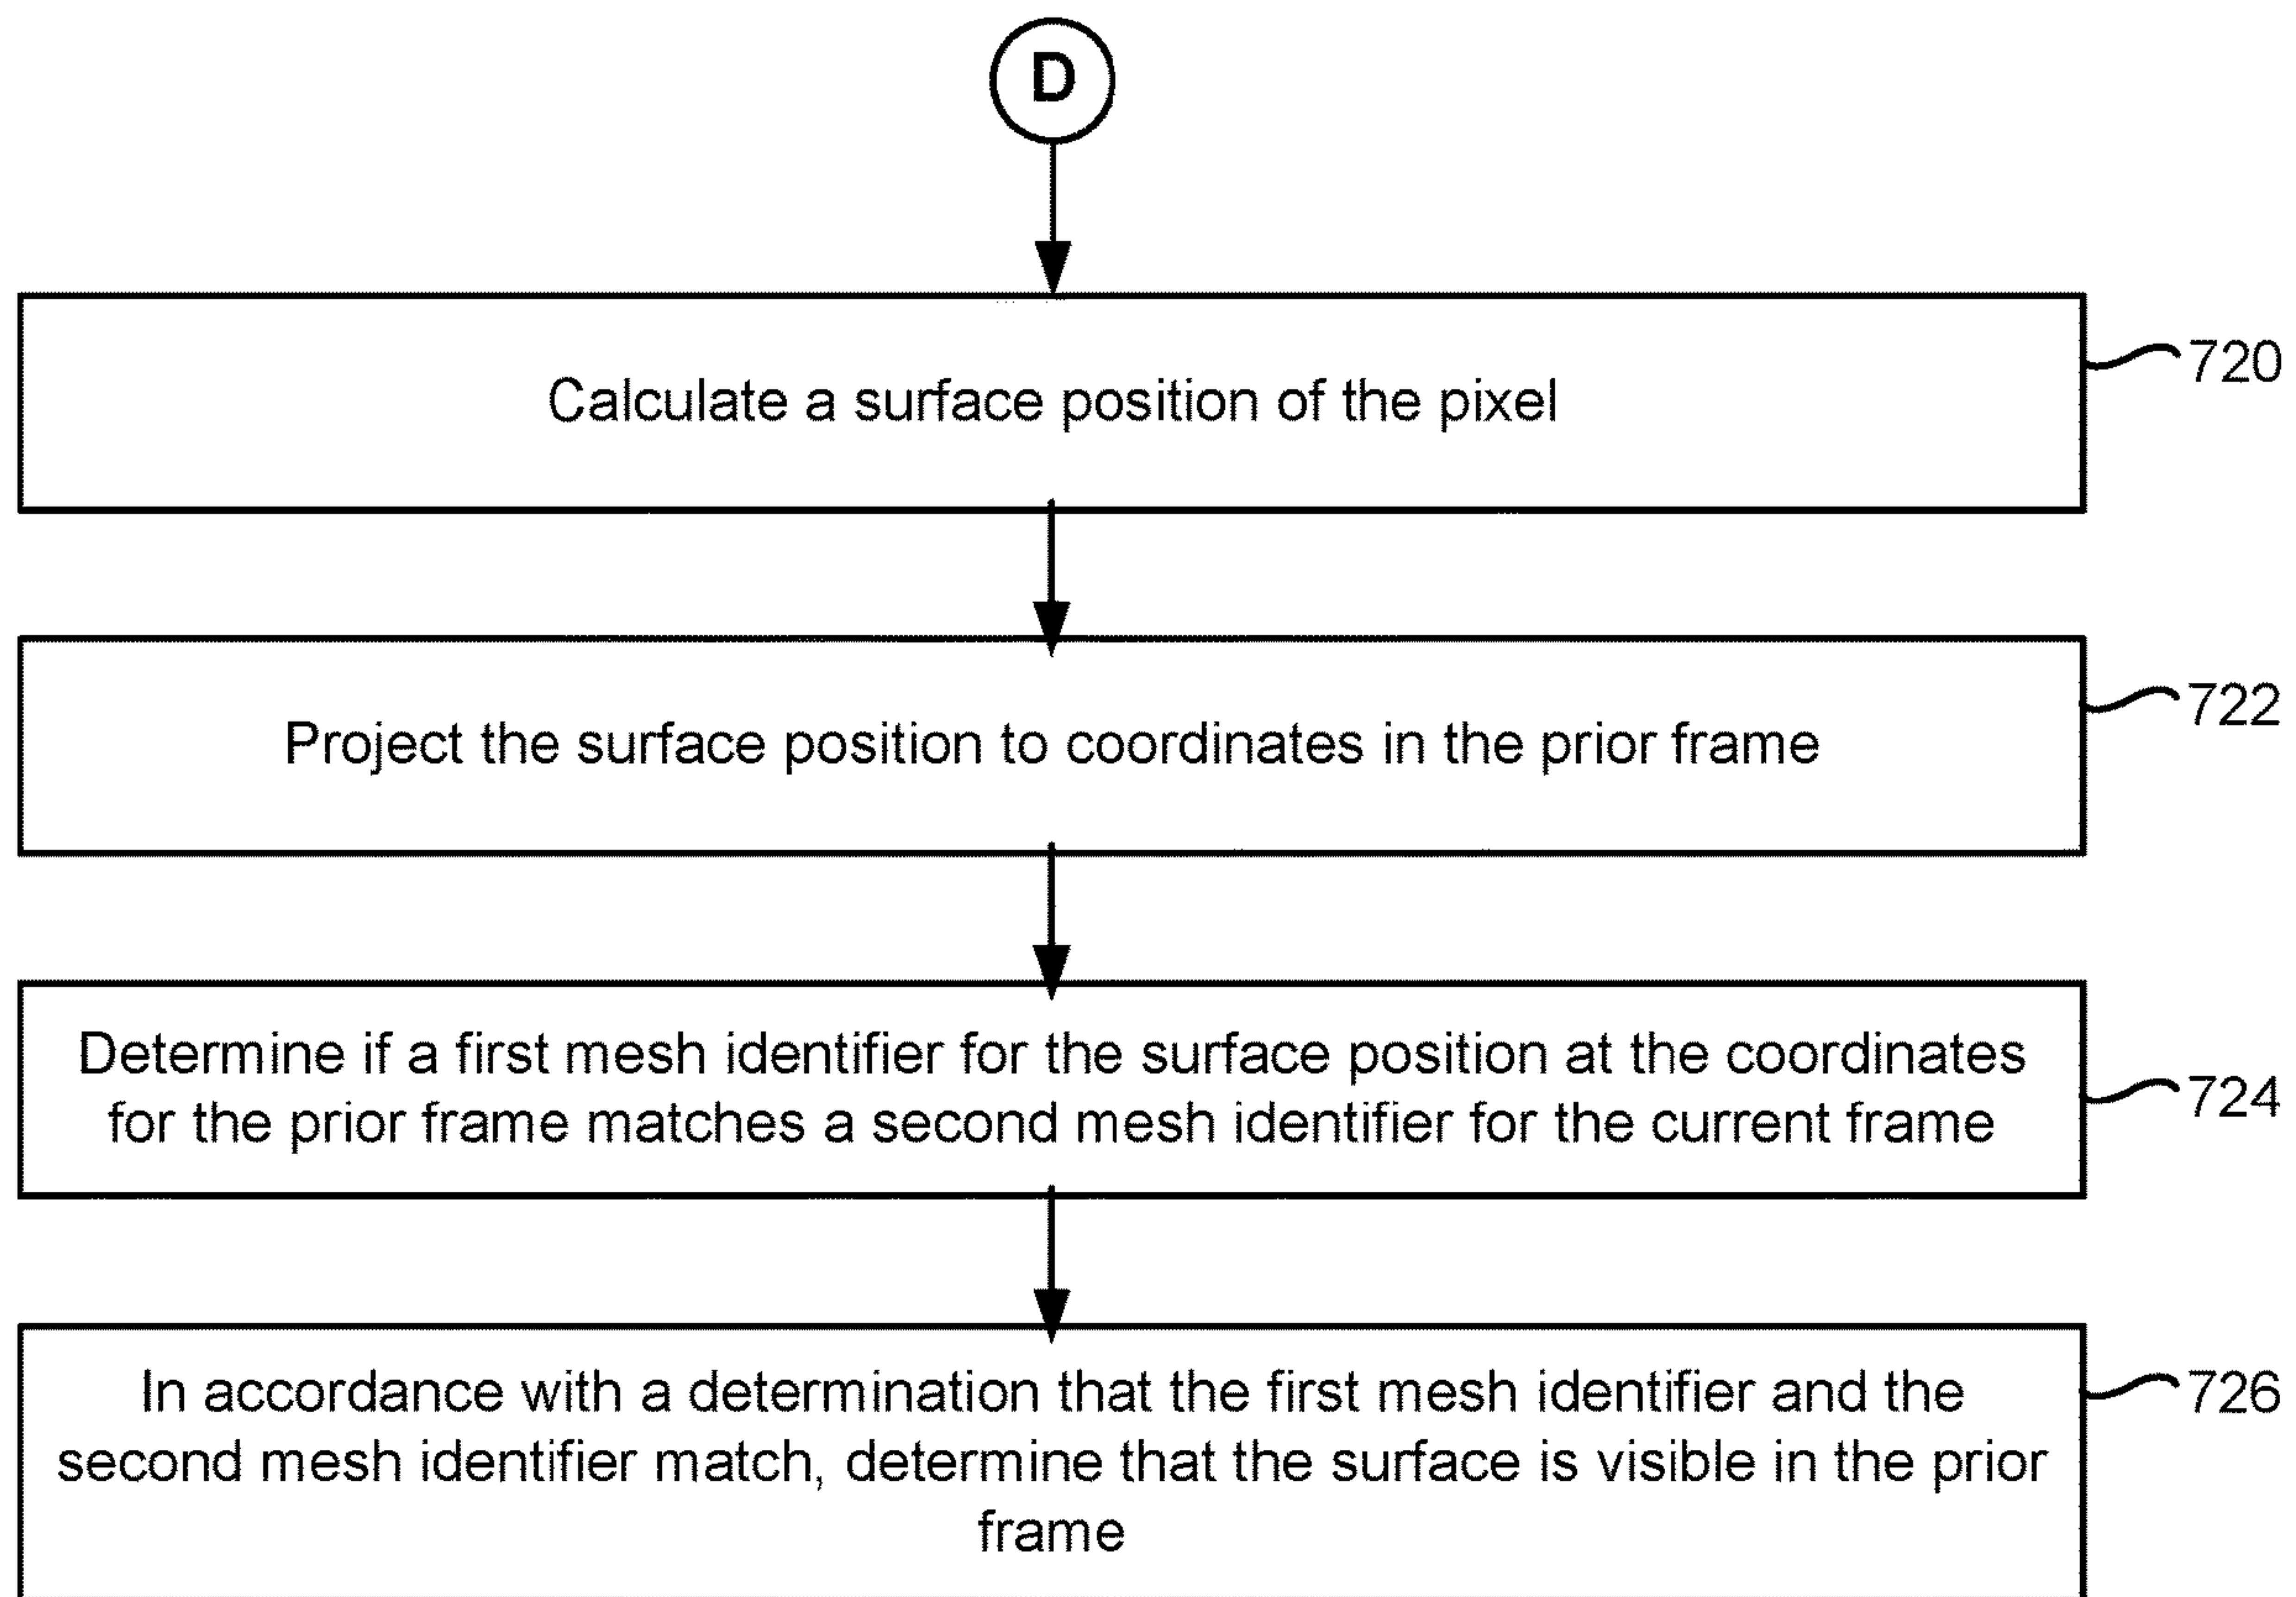 D
Calculate a surface position of the pixel
720
Project the surface position to coordinates in the prior frame
722
Determine if a first mesh identifier for the surface position at the coordinates
for the prior frame matches a second mesh identifier for the current frame
724
In accordance with a determination that the first mesh identifier and the
second mesh identifier match, determine that the surface is visible in the prior
frame
726